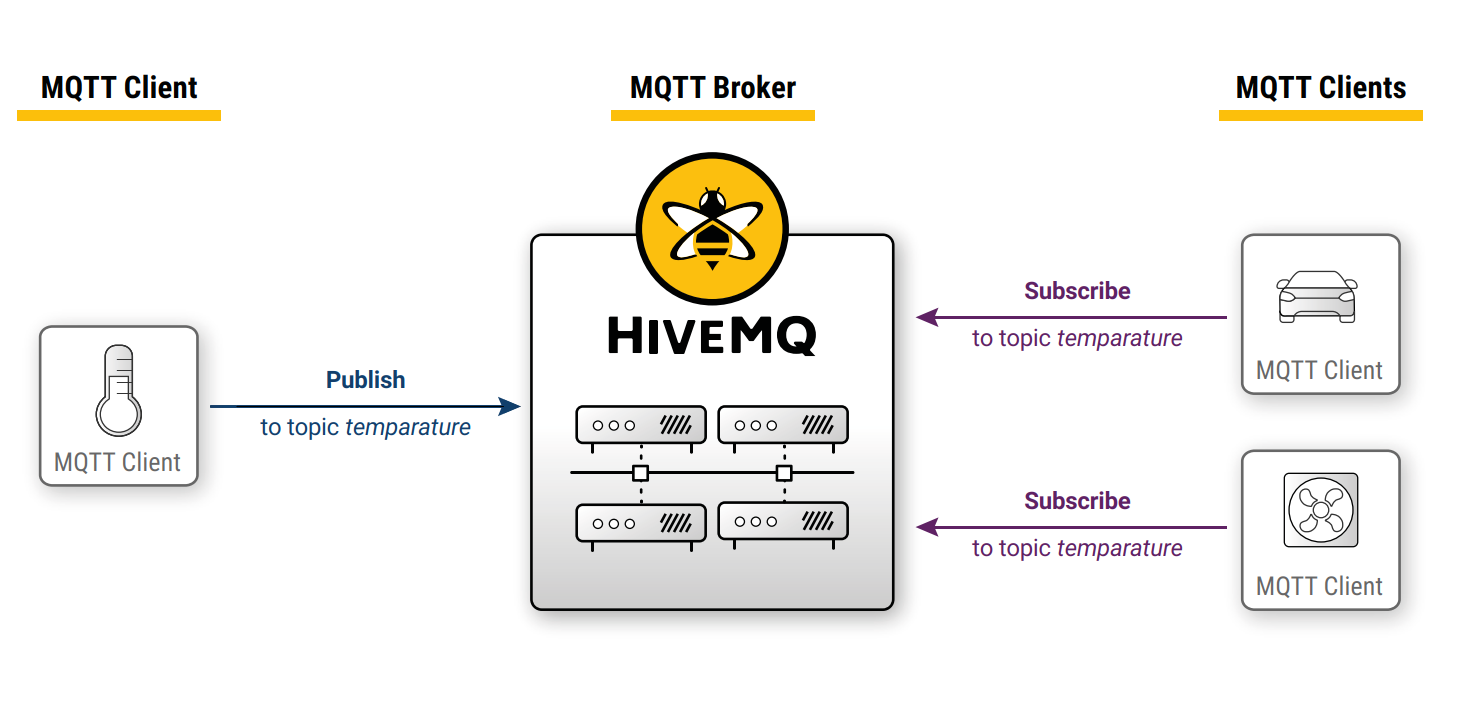 MQTT Client
MQTT Broker
MQTT Clients
HIVEMQ
MQTT Client
Publish
to topic temparature
Subscribe
to topic temparature
MQTT Client
Subscribe
to topic temparature
MQTT Client